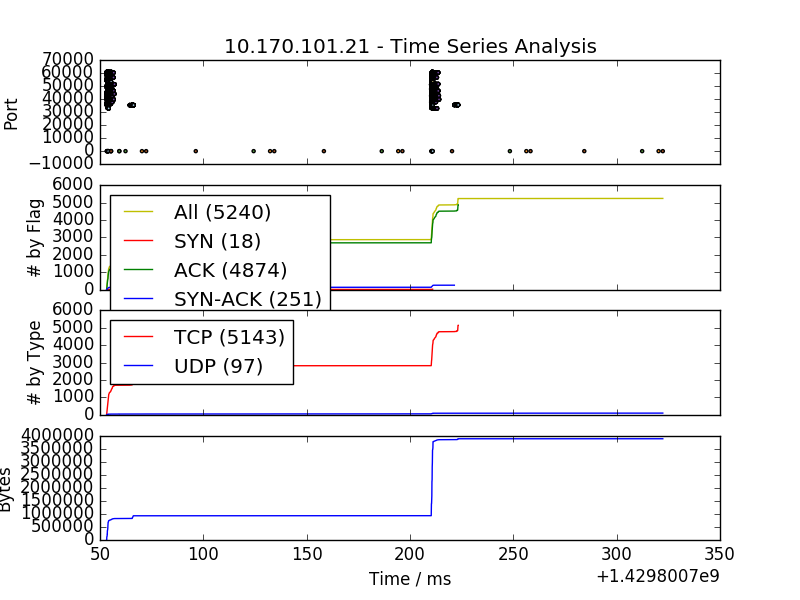 10.170.101.21 - Time Series Analysis
70000
60000
50000
40000
30000
20000
10000
0
−10000
Port
6000
5000
4000
3000
2000
1000
0
# by Flag
All (5240)
SYN (18)
ACK (4874)
SYN-ACK (251)
6000
5000
4000
3000
2000
1000
0
# by Type
TCP (5143)
UDP (97)
4000000
3500000
3000000
2500000
2000000
1500000
1000000
500000
0
Bytes
50 100 150 200 250 300 350
Time / ms
+1.4298007e9